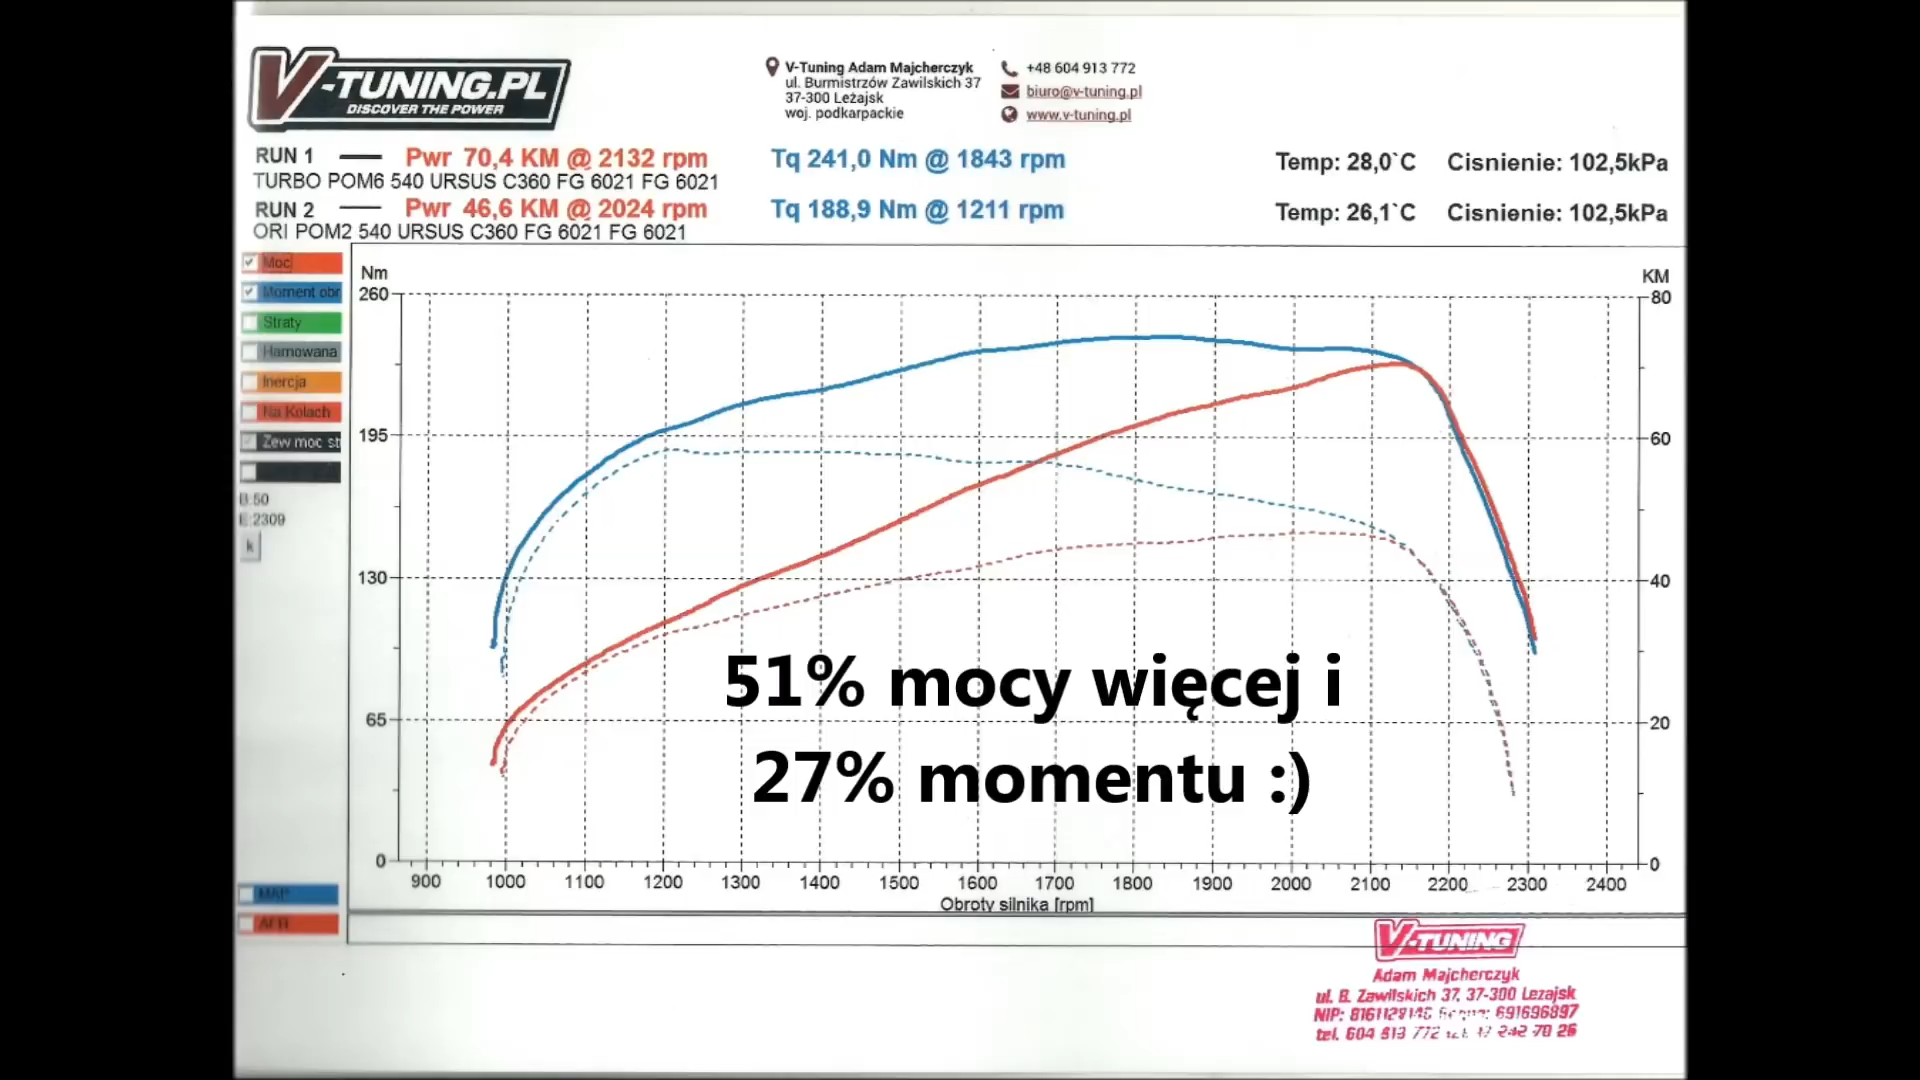 V-TUNING.PL
DISCOVER THE POWER
V-Tuning Adam Majcherczyk
ul. Burmistrzów Zawilskich 37
37-300 Leżajsk
woj. podkarpackie
+48 604 913 772
biuro@v-tuning.pl
www.v-tuning.pl
RUN 1 Pwr 70,4 KM @ 2132 rpm Tq 241,0 Nm @ 1843 rpm Temp: 28,0`C Cisnienie: 102,5kPa
TURBO POM6 540 URSUS C360 FG 6021 FG 6021
RUN 2 Pwr 46,6 KM @ 2024 rpm Tq 188,9 Nm @ 1211 rpm Temp: 26,1`C Cisnienie: 102,5kPa
ORI POM2 540 URSUS C360 FG 6021 FG 6021
Moc
Moment obr
Straty
Hamowana
Inercja
Na Kolach
Zew moc st
B:50
E:2309
k
MAP
AFR
Nm
260
195
130
65
0
KM
80
60
40
20
0
51% mocy więcej i
27% momentu :)
900 1000 1100 1200 1300 1400 1500 1600 1700 1800 1900 2000 2100 2200 2300 2400
Obroty silnika [rpm]
V-TUNING
Adam Majcherczyk
ul. B. Zawilskich 37, 37-300 Leżajsk
NIP: 691696897
tel. 604 913 772